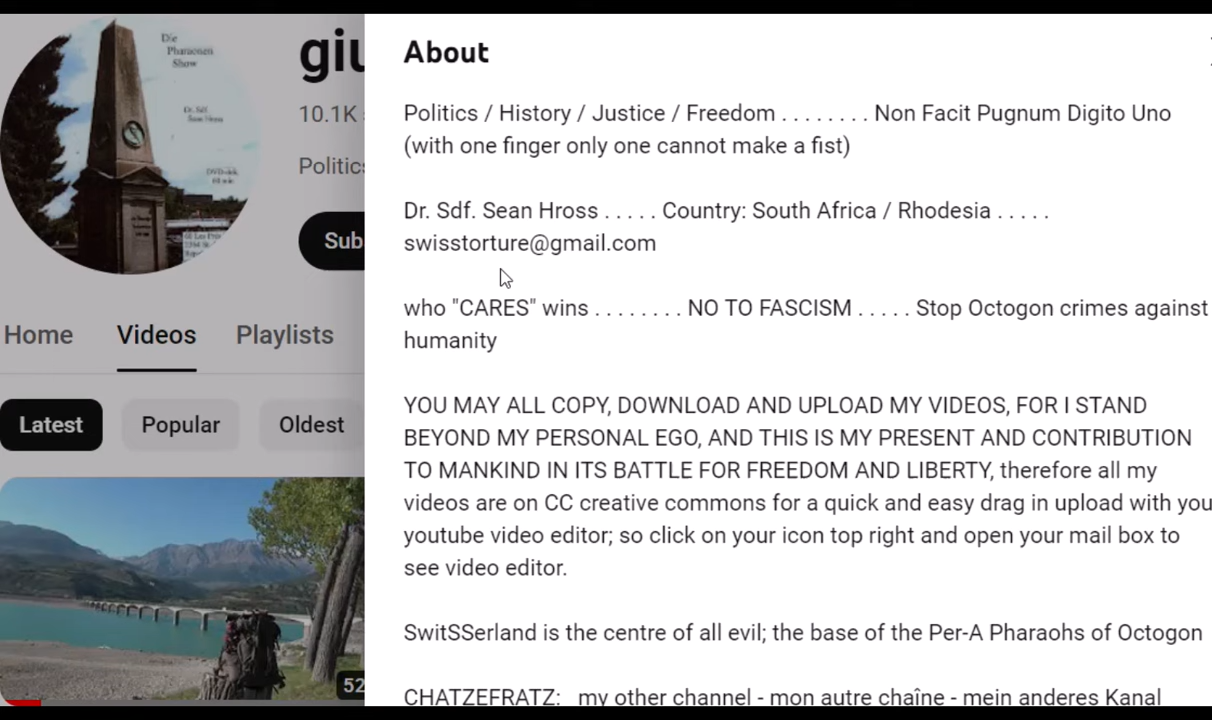 Die
Pharaonen
Show
Dr. Sdf.
Sean Hross
giu
10.1K
Politics
Sub
Home Videos Playlists
Latest Popular Oldest
52
About
Politics / History / Justice / Freedom . . . . . . . . Non Facit Pugnum Digito Uno
(with one finger only one cannot make a fist)
Dr. Sdf. Sean Hross . . . . . Country: South Africa / Rhodesia . . . . .
swisstorture@gmail.com
who "CARES" wins . . . . . . . . NO TO FASCISM . . . . . Stop Octogon crimes against
humanity
YOU MAY ALL COPY, DOWNLOAD AND UPLOAD MY VIDEOS, FOR I STAND
BEYOND MY PERSONAL EGO, AND THIS IS MY PRESENT AND CONTRIBUTION
TO MANKIND IN ITS BATTLE FOR FREEDOM AND LIBERTY, therefore all my
videos are on CC creative commons for a quick and easy drag in upload with you
youtube video editor; so click on your icon top right and open your mail box to
see video editor.
SwitSSerland is the centre of all evil; the base of the Per-A Pharaohs of Octogon
CHATZEFRATZ: my other channel - mon autre chaîne - mein anderes Kanal